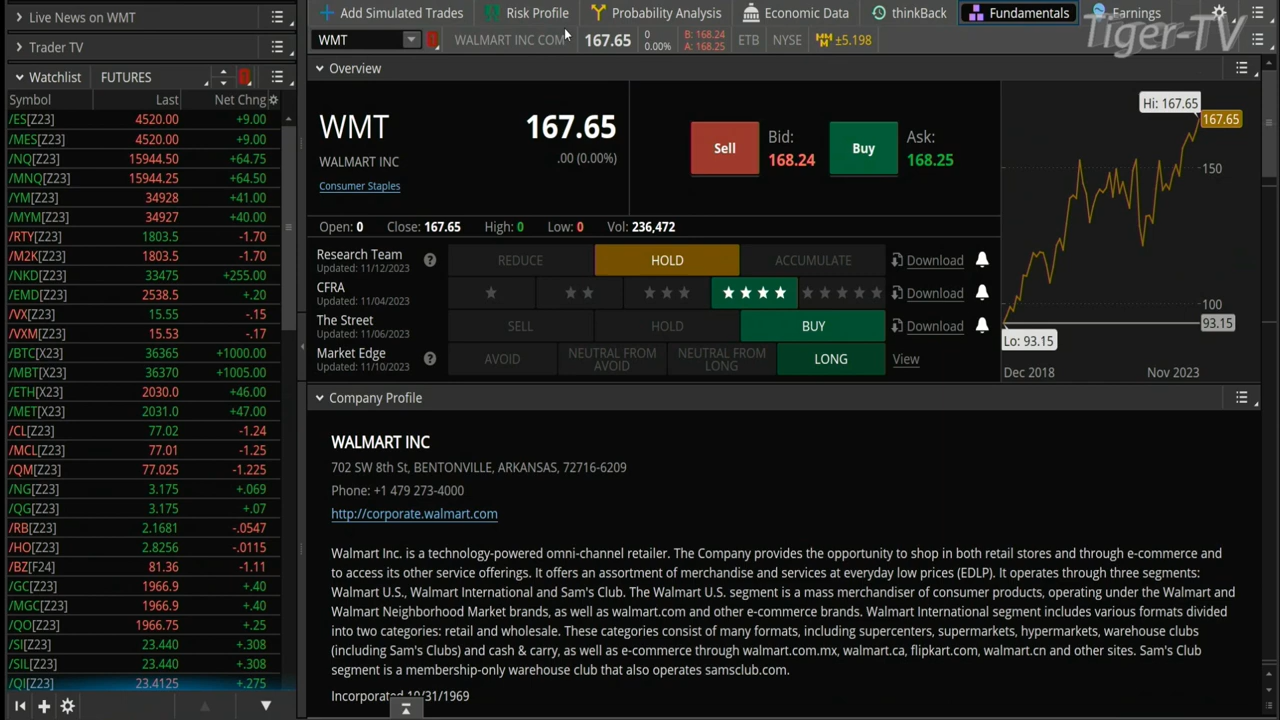 Live News on WMT
Trader TV
Watchlist FUTURES
Symbol Last Net Chng
/ES[Z23] 4520.00 +9.00
/MES[Z23] 4520.00 +9.00
/NQ[Z23] 15944.50 +64.75
/MNQ[Z23] 15944.25 +64.50
/YM[Z23] 34928 +41.00
/MYM[Z23] 34927 +40.00
/RTY[Z23] 1803.5 -1.70
/M2K[Z23] 1803.5 -1.70
/NKD[Z23] 33475 +255.00
/EMD[Z23] 2538.5 +.20
/VX[Z23] 15.55 -.15
/VXM[Z23] 15.53 -.17
/BTC[X23] 36365 +1000.00
/MBT[X23] 36370 +1005.00
/ETH[X23] 2030.0 +46.00
/MET[X23] 2031.0 +47.00
/CL[Z23] 77.02 -1.24
/MCL[Z23] 77.01 -1.25
/QM[Z23] 77.025 -1.225
/NG[Z23] 3.175 +.069
/QG[Z23] 3.175 +.07
/RB[Z23] 2.1681 -.0547
/HO[Z23] 2.8256 -.0115
/BZ[F24] 81.36 -1.11
/GC[Z23] 1966.9 +.40
/MGC[Z23] 1966.9 +.40
/QO[Z23] 1966.75 +.25
/SI[Z23] 23.440 +.308
/SIL[Z23] 23.440 +.308
/QI[Z23] 23.4125 +.275
Add Simulated Trades Risk Profile Probability Analysis Economic Data thinkBack Fundamentals Earnings
Tiger-TV
WMT WALMART INC COM 167.65 0 0.00% B: 168.24 A: 168.25 ETB NYSE ±5.198
Overview
WMT 167.65
WALMART INC .00 (0.00%)
Consumer Staples
Sell Bid: 168.24 Buy Ask: 168.25
Open: 0 Close: 167.65 High: 0 Low: 0 Vol: 236,472
Research Team Updated: 11/12/2023 REDUCE HOLD ACCUMULATE Download
CFRA Updated: 11/04/2023 Download
The Street Updated: 11/06/2023 SELL HOLD BUY Download
Market Edge Updated: 11/10/2023 AVOID NEUTRAL FROM AVOID NEUTRAL FROM LONG LONG View
Hi: 167.65
167.65
150
100
93.15
Lo: 93.15
Dec 2018 Nov 2023
Company Profile
WALMART INC
702 SW 8th St, BENTONVILLE, ARKANSAS, 72716-6209
Phone: +1 479 273-4000
http://corporate.walmart.com
Walmart Inc. is a technology-powered omni-channel retailer. The Company provides the opportunity to shop in both retail stores and through e-commerce and
to access its other service offerings. It offers an assortment of merchandise and services at everyday low prices (EDLP). It operates through three segments:
Walmart U.S., Walmart International and Sam's Club. The Walmart U.S. segment is a mass merchandiser of consumer products, operating under the Walmart and
Walmart Neighborhood Market brands, as well as walmart.com and other e-commerce brands. Walmart International segment includes various formats divided
into two categories: retail and wholesale. These categories consist of many formats, including supercenters, supermarkets, hypermarkets, warehouse clubs
(including Sam's Clubs) and cash & carry, as well as e-commerce through walmart.com.mx, walmart.ca, flipkart.com, walmart.cn and other sites. Sam's Club
segment is a membership-only warehouse club that also operates samsclub.com.
Incorporated 10/31/1969